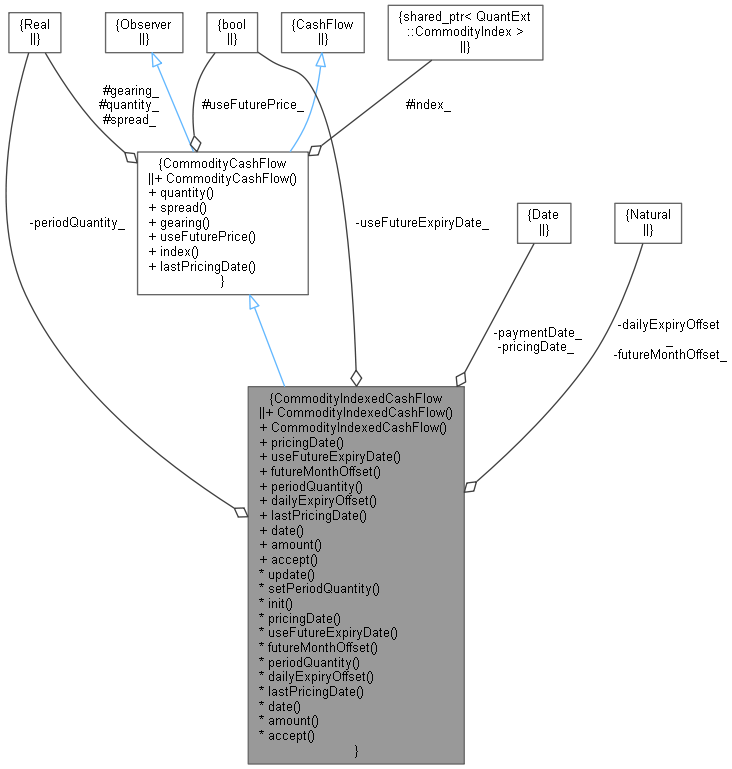 {Real
||}
{Observer
||}
{bool
||}
{CashFlow
||}
{shared_ptr< QuantExt
::CommodityIndex >
||}
#gearing_
#quantity_
#spread_
#useFuturePrice_
#index_
{CommodityCashFlow
||+ CommodityCashFlow()
+ quantity()
+ spread()
+ gearing()
+ useFuturePrice()
+ index()
+ lastPricingDate()
}
-periodQuantity_
-useFutureExpiryDate_
{Date
||}
{Natural
||}
-paymentDate_
-pricingDate_
-dailyExpiryOffset
_
-futureMonthOffset_
{CommodityIndexedCashFlow
||+ CommodityIndexedCashFlow()
+ CommodityIndexedCashFlow()
+ pricingDate()
+ useFutureExpiryDate()
+ futureMonthOffset()
+ periodQuantity()
+ dailyExpiryOffset()
+ lastPricingDate()
+ date()
+ amount()
+ accept()
* update()
* setPeriodQuantity()
* init()
* pricingDate()
* useFutureExpiryDate()
* futureMonthOffset()
* periodQuantity()
* dailyExpiryOffset()
* lastPricingDate()
* date()
* amount()
* accept()
}